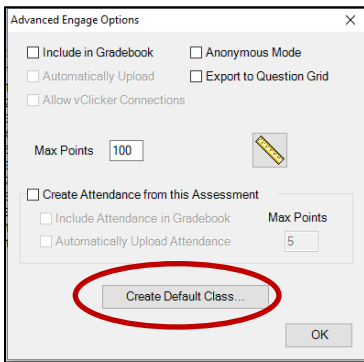 Advanced Engage Options
Include in Gradebook Anonymous Mode
Automatically Upload Export to Question Grid
Allow vClicker Connections
Max Points 100
Create Attendance from this Assessment
Include Attendance in Gradebook Max Points
Automatically Upload Attendance 5
Create Default Class...
OK